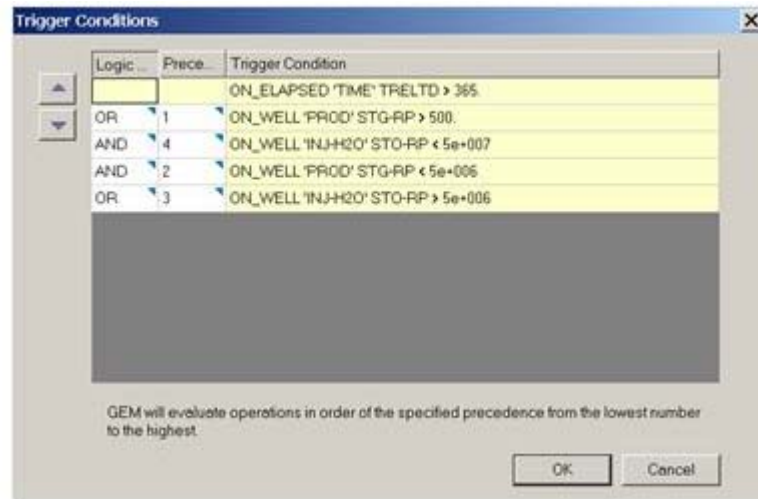 Trigger Conditions
Logic ... Prece... Trigger Condition
ON_ELAPSED 'TIME' TRELTD > 365.
OR 1 ON_WELL 'PROD' STG-RP > 500.
AND 4 ON_WELL 'INJ-H2O' STO-RP < 5e+007
AND 2 ON_WELL 'PROD' STG-RP < 5e+006
OR 3 ON_WELL 'INJ-H2O' STO-RP > 5e+006
GEM will evaluate operations in order of the specified precedence from the lowest number
to the highest.
OK Cancel